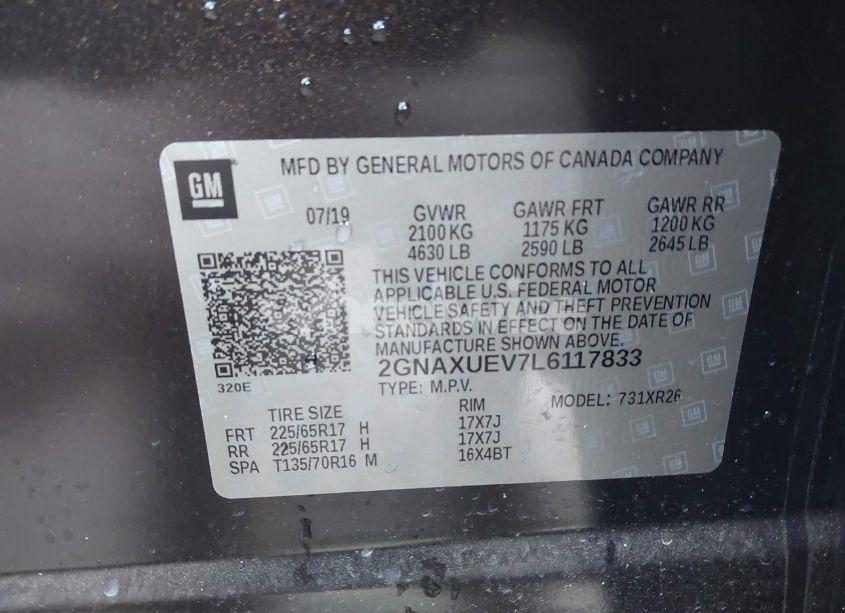 GM
MFD BY GENERAL MOTORS OF CANADA COMPANY
07/19 GVWR GAWR FRT GAWR RR
2100 KG 1175 KG 1200 KG
4630 LB 2590 LB 2645 LB
THIS VEHICLE CONFORMS TO ALL
APPLICABLE U.S. FEDERAL MOTOR
VEHICLE SAFETY AND THEFT PREVENTION
STANDARDS IN EFFECT ON THE DATE OF
MANUFACTURE SHOWN ABOVE.
2GNAXUEV7L6117833
320E
TYPE: M.P.V. MODEL: 731XR26
TIRE SIZE RIM
FRT 225/65R17 H 17X7J
RR 225/65R17 H 17X7J
SPA T135/70R16 M 16X4BT